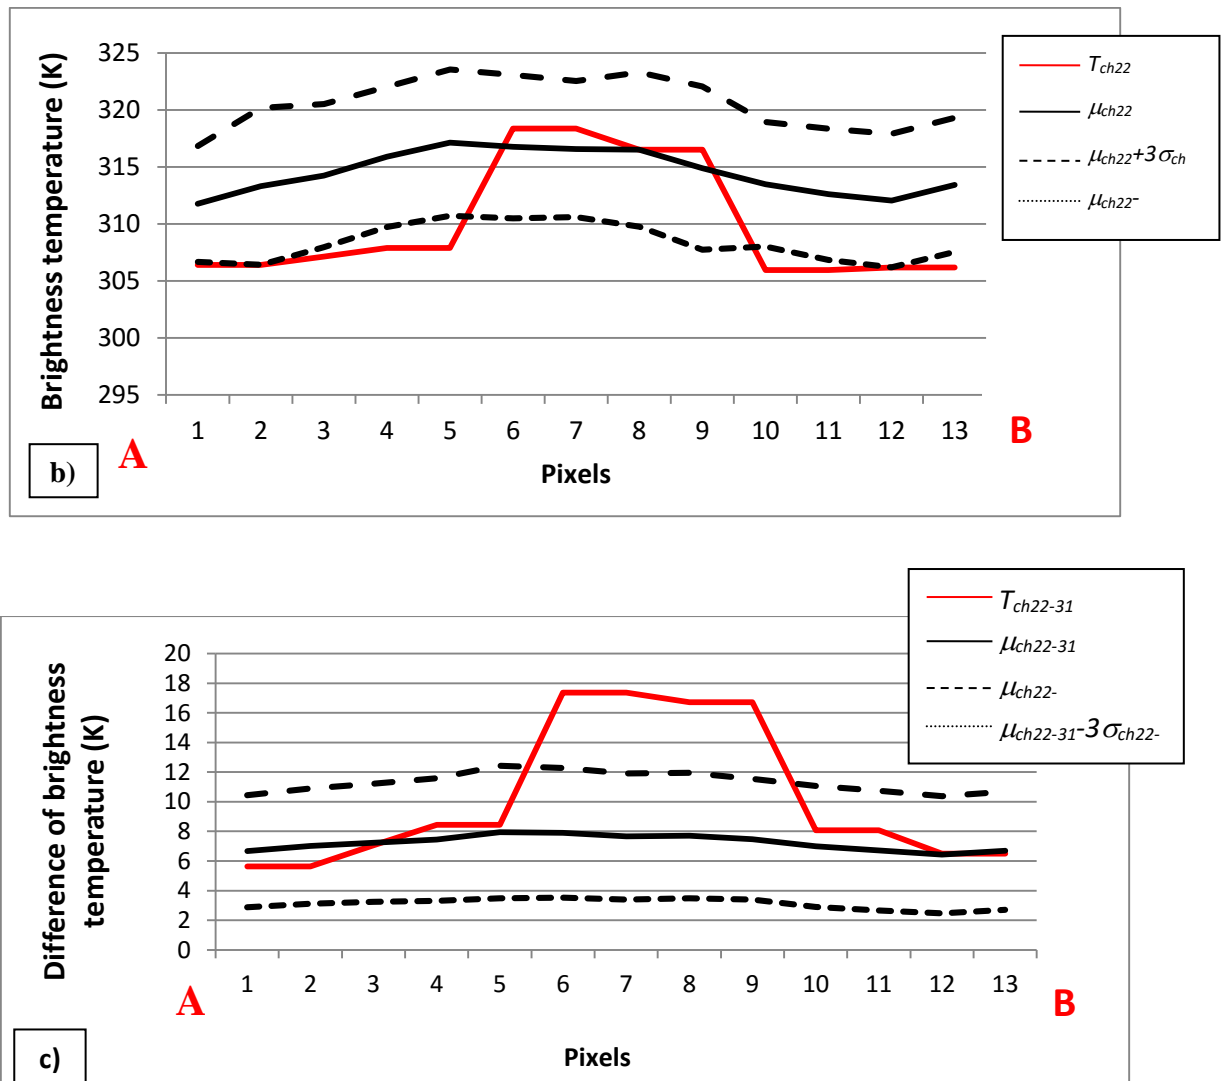 Brightness temperature (K)
325
320
315
310
305
300
295
1 2 3 4 5 6 7 8 9 10 11 12 13
A
B
Pixels
b)
Tch22
μch22
μch22+3σch
μch22-
Difference of brightness
temperature (K)
20
18
16
14
12
10
8
6
4
2
0
1 2 3 4 5 6 7 8 9 10 11 12 13
A
B
Pixels
c)
Tch22-31
μch22-31
μch22-
μch22-31-3σch22-